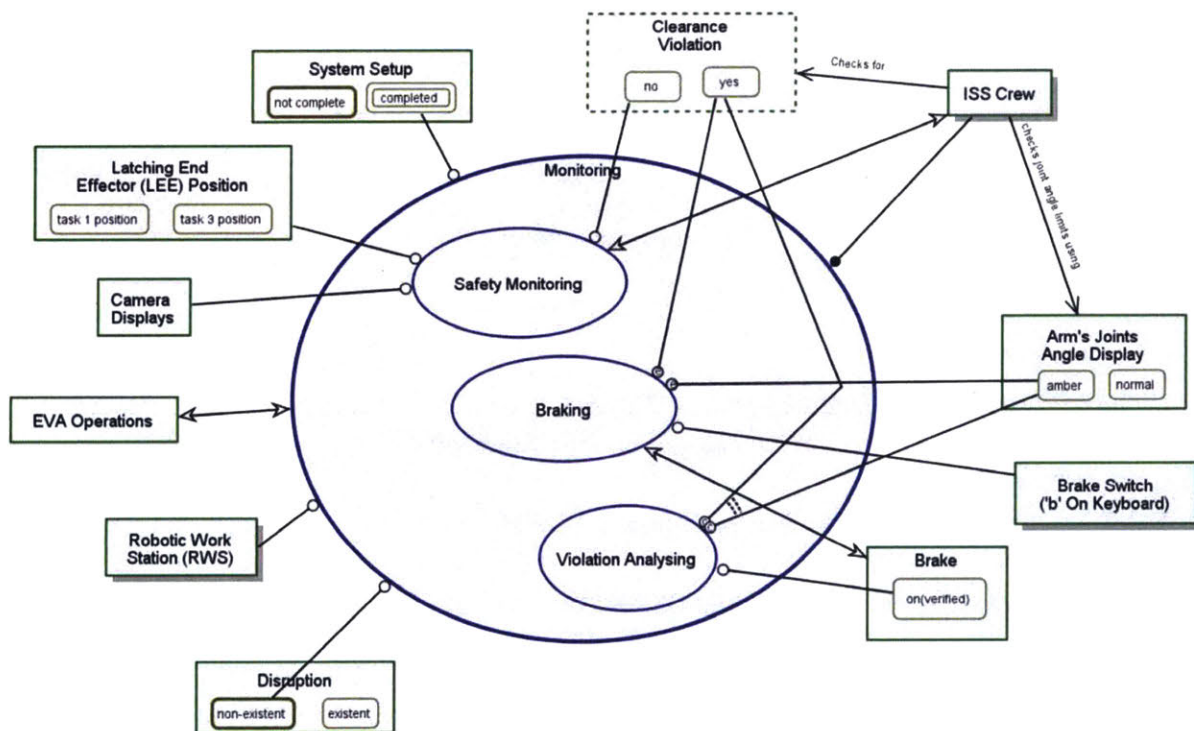 Clearance
Violation
no
yes
Checks for
ISS Crew
System Setup
not complete
completed
Latching End
Effector (LEE) Position
task 1 position
task 3 position
Monitoring
checks joint angle limits using
Safety Monitoring
Camera
Displays
Arm's Joints
Angle Display
amber
normal
Braking
EVA Operations
Brake Switch
('b' On Keyboard)
Robotic Work
Station (RWS)
Violation Analysing
Brake
on(verified)
Disruption
non-existent
existent